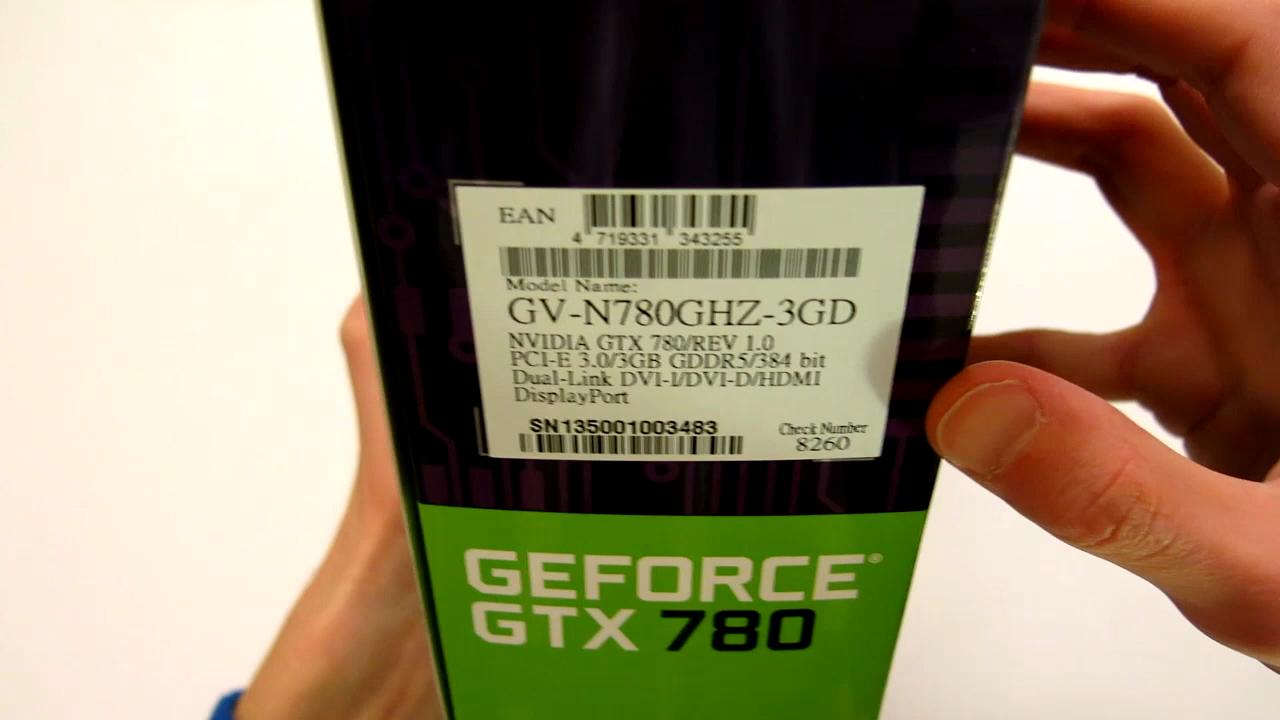 EAN
4 719331 343255
Model Name:
GV-N780GHZ-3GD
NVIDIA GTX 780/REV 1.0
PCI-E 3.0/3GB GDDR5/384 bit
Dual-Link DVI-I/DVI-D/HDMI
DisplayPort
SN135001003483
Check Number
8260
GEFORCE®
GTX 780